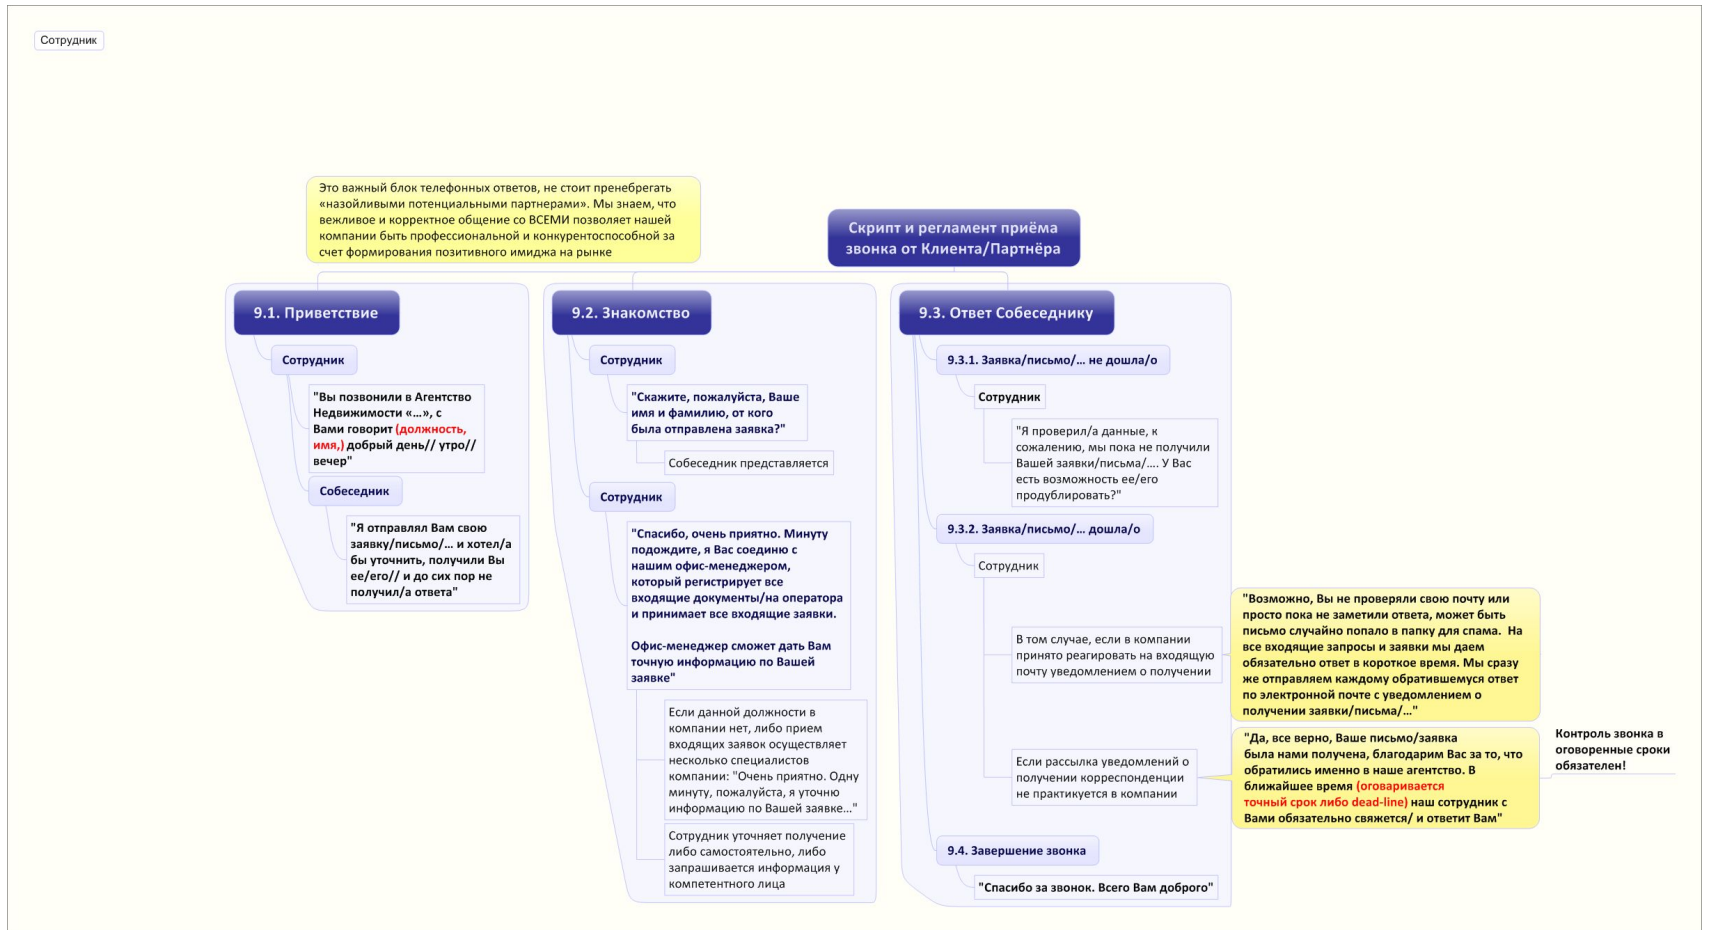 Сотрудник
Это важный блок телефонных ответов, не стоит пренебрегать
«назойливыми потенциальными партнерами». Мы знаем, что
вежливое и корректное общение со ВСЕМИ позволяет нашей
компании быть профессиональной и конкурентоспособной за
счет формирования позитивного имиджа на рынке
Скрипт и регламент приёма
звонка от Клиента/Партнёра
9.1. Приветствие
Сотрудник
"Вы позвонили в Агентство
Недвижимости «…», с
Вами говорит (должность,
имя,) добрый день// утро//
вечер"
Собеседник
"Я отправлял Вам свою
заявку/письмо/… и хотел/а
бы уточнить, получили Вы
ее/его// и до сих пор не
получил/а ответа"
9.2. Знакомство
Сотрудник
"Скажите, пожалуйста, Ваше
имя и фамилию, от кого
была отправлена заявка?"
Собеседник представляется
Сотрудник
"Спасибо, очень приятно. Минуту
подождите, я Вас соединю с
нашим офис-менеджером,
который регистрирует все
входящие документы/на оператора
и принимает все входящие заявки.
Офис-менеджер сможет дать Вам
точную информацию по Вашей
заявке"
Если данной должности в
компании нет, либо прием
входящих заявок осуществляет
несколько специалистов
компании: "Очень приятно. Одну
минуту, пожалуйста, я уточню
информацию по Вашей заявке…"
Сотрудник уточняет получение
либо самостоятельно, либо
запрашивается информация у
компетентного лица
9.3. Ответ Собеседнику
9.3.1. Заявка/письмо/… не дошла/о
Сотрудник
"Я проверил/а данные, к
сожалению, мы пока не получили
Вашей заявки/письма/…. У Вас
есть возможность ее/его
продублировать?"
9.3.2. Заявка/письмо/… дошла/о
Сотрудник
В том случае, если в компании
принято реагировать на входящую
почту уведомлением о получении
"Возможно, Вы не проверяли свою почту или
просто пока не заметили ответа, может быть
письмо случайно попало в папку для спама. На
все входящие запросы и заявки мы даем
обязательно ответ в короткое время. Мы сразу
же отправляем каждому обратившемуся ответ
по электронной почте с уведомлением о
получении заявки/письма/…"
Если рассылка уведомлений о
получении корреспонденции
не практикуется в компании
"Да, все верно, Ваше письмо/заявка
была нами получена, благодарим Вас за то, что
обратились именно в наше агентство. В
ближайшее время (оговаривается
точный срок либо dead-line) наш сотрудник с
Вами обязательно свяжется/ и ответит Вам"
Контроль звонка в
оговоренные сроки
обязателен!
9.4. Завершение звонка
"Спасибо за звонок. Всего Вам доброго"